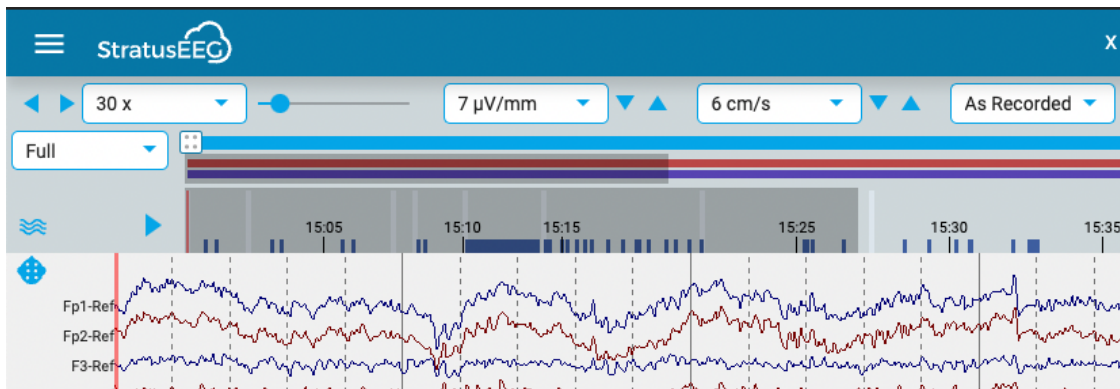 StratusEEG X
30 x 7 µV/mm 6 cm/s As Recorded
Full
15:05 15:10 15:15 15:25 15:30 15:35
Fp1-Ref
Fp2-Ref
F3-Ref